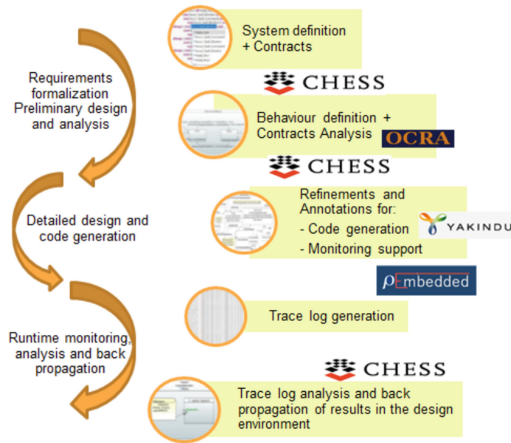 System definition
+ Contracts
CHESS
Requirements
formalization
Preliminary design
and analysis
Behaviour definition +
Contracts Analysis
OCRA
CHESS
Refinements and
Annotations for:
- Code generation
- Monitoring support
YAKINDU
Detailed design and
code generation
ρEmbedded
Trace log generation
Runtime monitoring,
analysis and back
propagation
CHESS
Trace log analysis and back
propagation of results in the design
environment